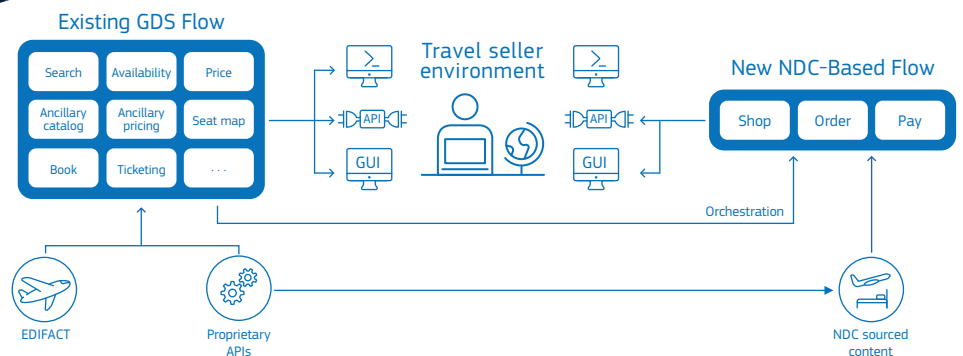 Existing GDS Flow
Search
Availability
Price
Ancillary
catalog
Ancillary
pricing
Seat map
Book
Ticketing
...
>_
API
GUI
Travel seller
environment
>_
API
GUI
New NDC-Based Flow
Shop
Order
Pay
Orchestration
EDIFACT
Proprietary
APIs
NDC sourced
content